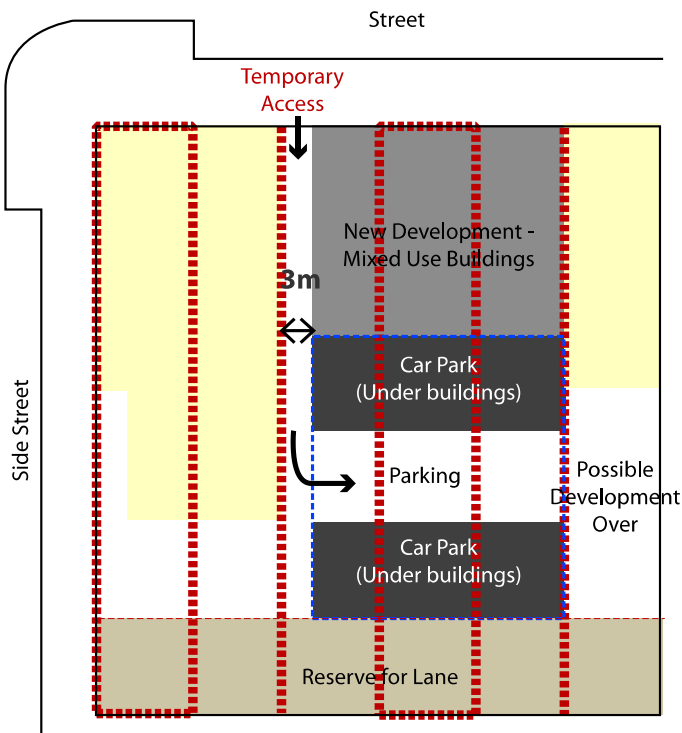 Street
Temporary
Access
New Development -
Mixed Use Buildings
3m
Car Park
(Under buildings)
Side Street
Parking
Possible
Development
Over
Car Park
(Under buildings)
Reserve for Lane